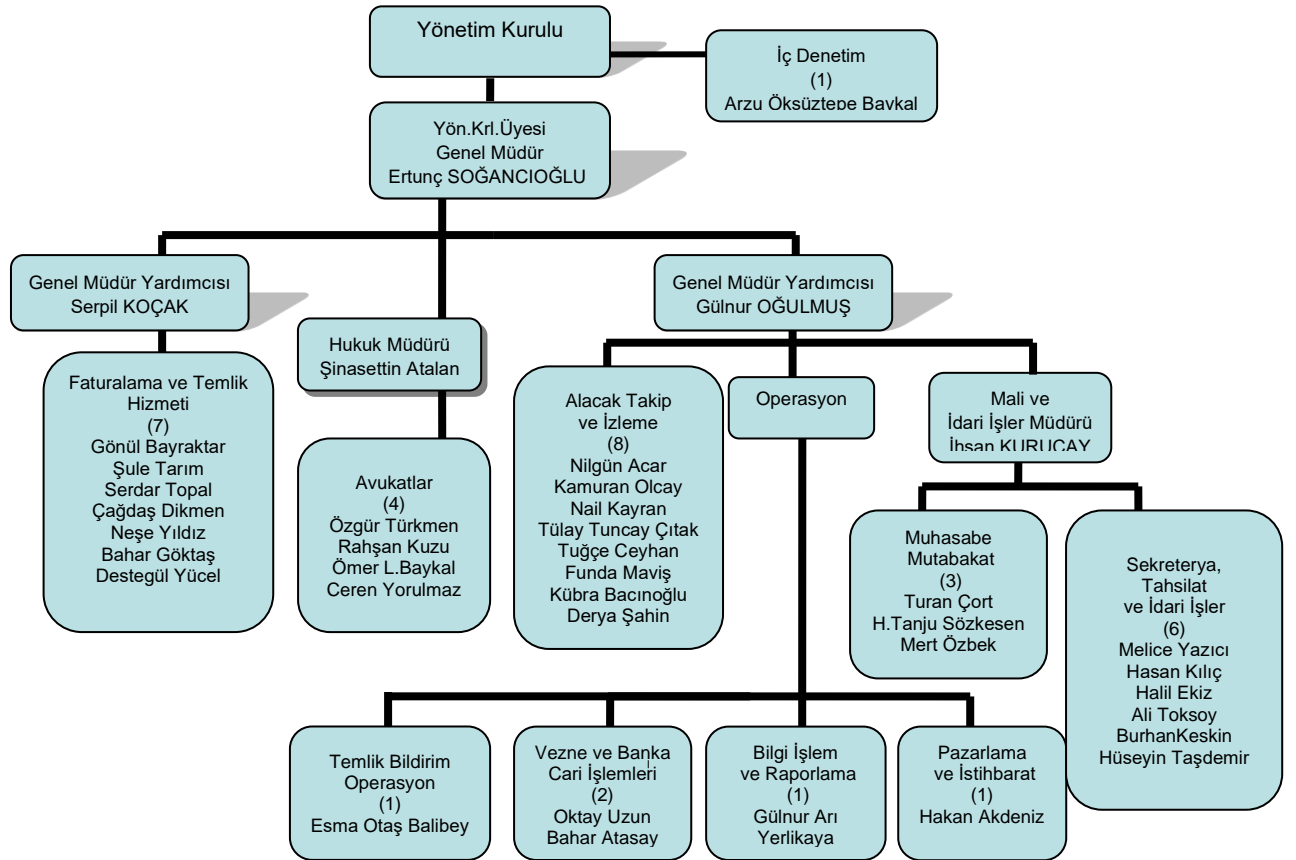 Yönetim Kurulu
İç Denetim
(1)
Arzu Öksüztepe Baykal
Yön.Krl.Üyesi
Genel Müdür
Ertunç SOĞANCIOĞLU
Genel Müdür Yardımcısı
Serpil KOÇAK
Genel Müdür Yardımcısı
Gülnur OĞULMUŞ
Hukuk Müdürü
Şinasettin Atalan
Faturalama ve Temlik
Hizmeti
(7)
Gönül Bayraktar
Şule Tarım
Serdar Topal
Çağdaş Dikmen
Neşe Yıldız
Bahar Göktaş
Destegül Yücel
Avukatlar
(4)
Özgür Türkmen
Rahşan Kuzu
Ömer L.Baykal
Ceren Yorulmaz
Alacak Takip
ve İzleme
(8)
Nilgün Acar
Kamuran Olcay
Nail Kayran
Tülay Tuncay Çıtak
Tuğçe Ceyhan
Funda Maviş
Kübra Bacınoğlu
Derya Şahin
Operasyon
Mali ve
İdari İşler Müdürü
İhsan KURUÇAY
Muhasabe
Mutabakat
(3)
Turan Çort
H.Tanju Sözkesen
Mert Özbek
Sekreterya,
Tahsilat
ve İdari İşler
(6)
Melice Yazıcı
Hasan Kılıç
Halil Ekiz
Ali Toksoy
BurhanKeskin
Hüseyin Taşdemir
Temlik Bildirim
Operasyon
(1)
Esma Otaş Balibey
Vezne ve Banka
Cari İşlemleri
(2)
Oktay Uzun
Bahar Atasay
Bilgi İşlem
ve Raporlama
(1)
Gülnur Arı
Yerlikaya
Pazarlama
ve İstihbarat
(1)
Hakan Akdeniz